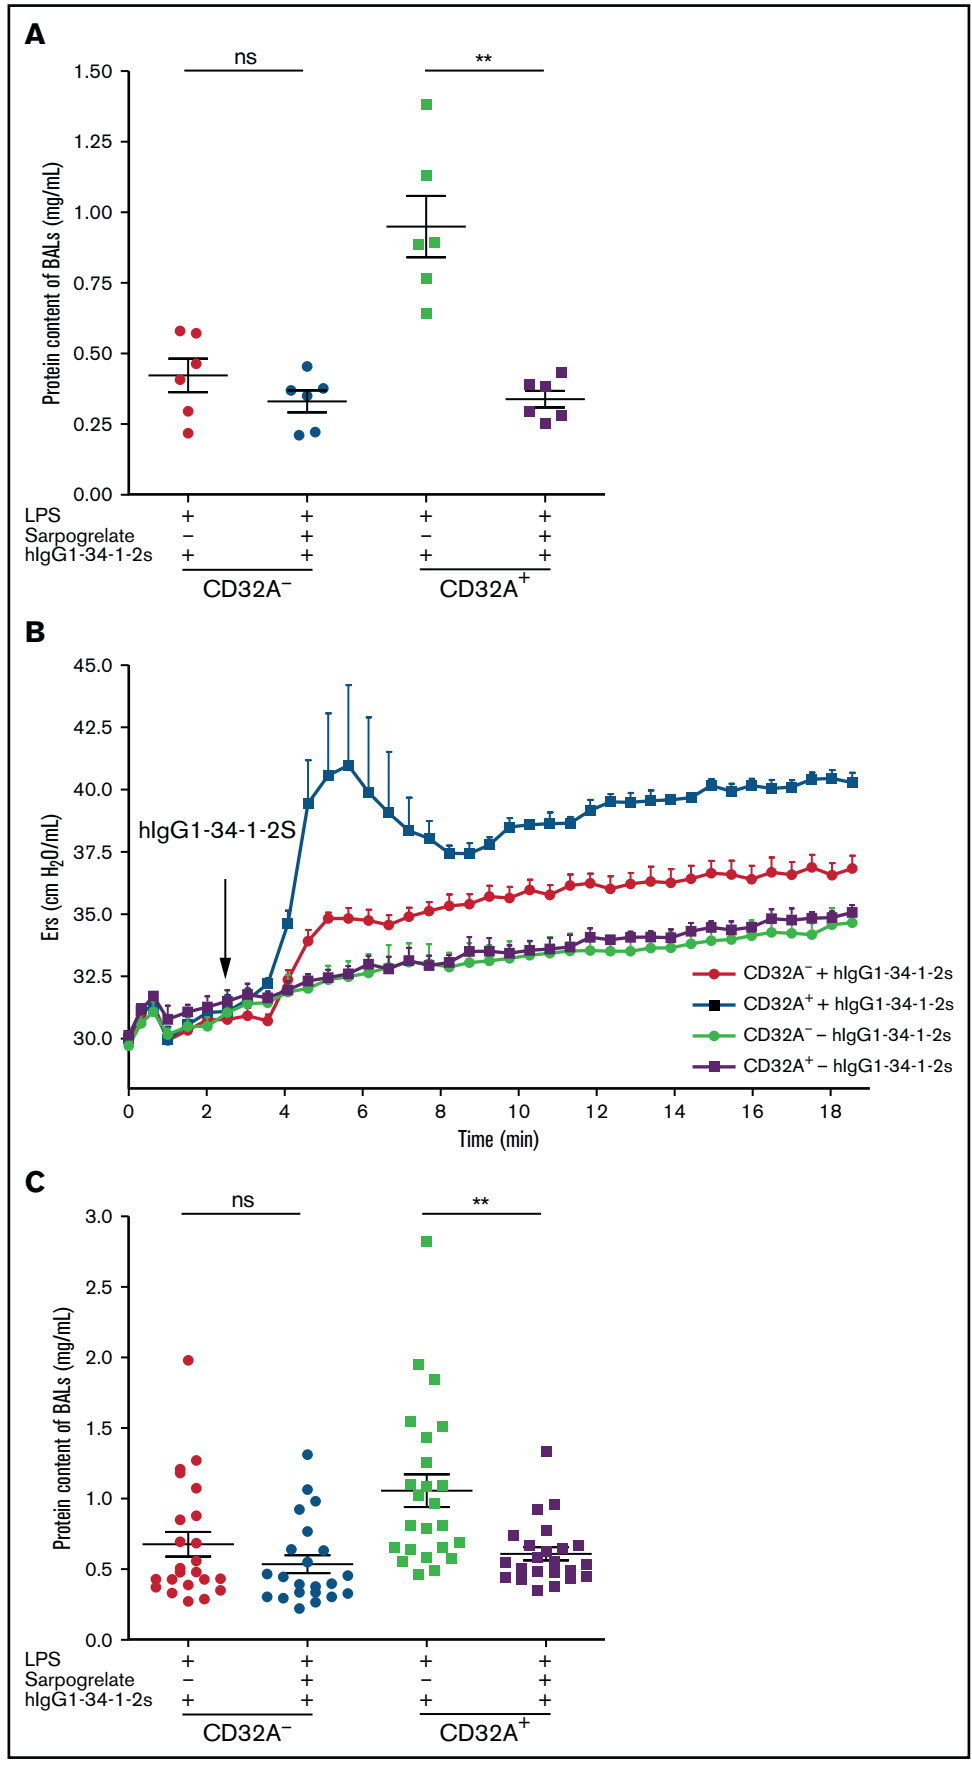 A
ns
**
1.50
1.25
1.00
0.75
0.50
0.25
0.00
Protein content of BALs (mg/mL)
LPS + + + +
Sarpogrelate – + – +
hIgG1-34-1-2s + + + +
CD32A– CD32A+
B
45.0
42.5
40.0
37.5
35.0
32.5
30.0
Ers (cm H20/mL)
hIgG1-34-1-2S
CD32A– + hIgG1-34-1-2s
CD32A+ + hIgG1-34-1-2s
CD32A– – hIgG1-34-1-2s
CD32A+ – hIgG1-34-1-2s
0 2 4 6 8 10 12 14 16 18
Time (min)
C
ns
**
3.0
2.5
2.0
1.5
1.0
0.5
0.0
Protein content of BALs (mg/mL)
LPS + + + +
Sarpogrelate – + – +
hIgG1-34-1-2s + + + +
CD32A– CD32A+